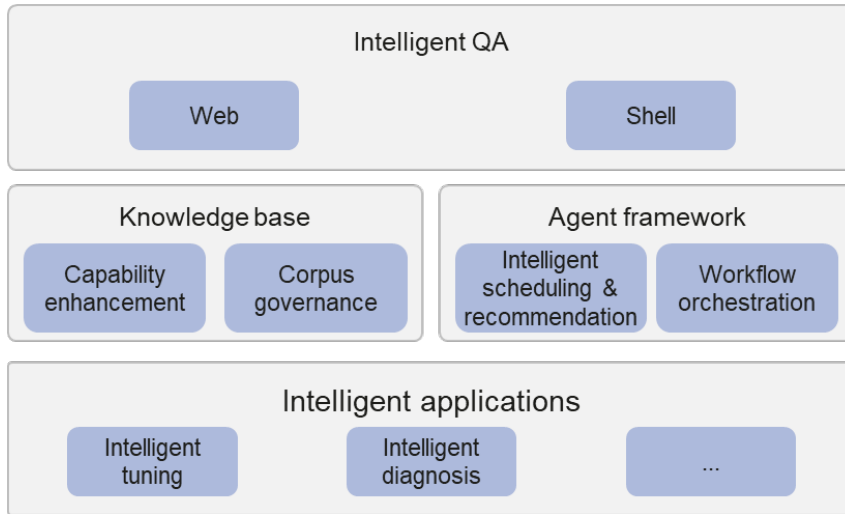 Intelligent QA
Web
Shell
Knowledge base
Capability
enhancement
Corpus
governance
Agent framework
Intelligent
scheduling &
recommendation
Workflow
orchestration
Intelligent applications
Intelligent
tuning
Intelligent
diagnosis
...